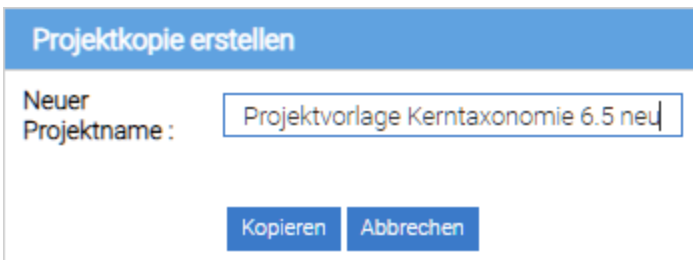 Projektkopie erstellen
Neuer
Projektname :
Projektvorlage Kerntaxonomie 6.5 neu
Kopieren
Abbrechen